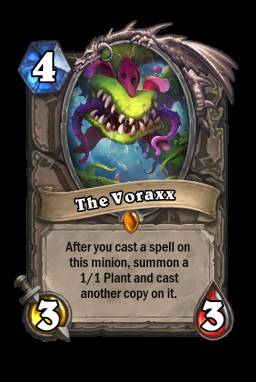 4
The Voraxx
After you cast a spell on
this minion, summon a
1/1 Plant and cast
another copy on it.
3
3